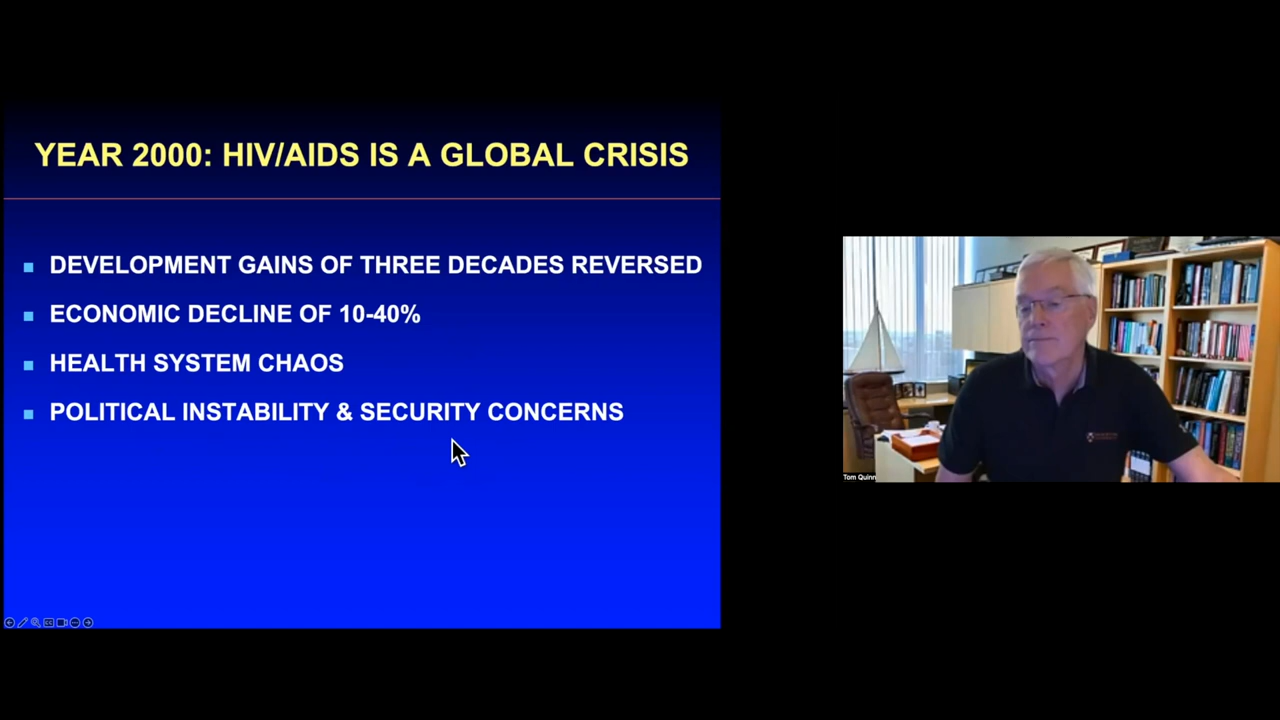 YEAR 2000: HIV/AIDS IS A GLOBAL CRISIS
DEVELOPMENT GAINS OF THREE DECADES REVERSED
ECONOMIC DECLINE OF 10-40%
HEALTH SYSTEM CHAOS
POLITICAL INSTABILITY & SECURITY CONCERNS
Tom Quinn